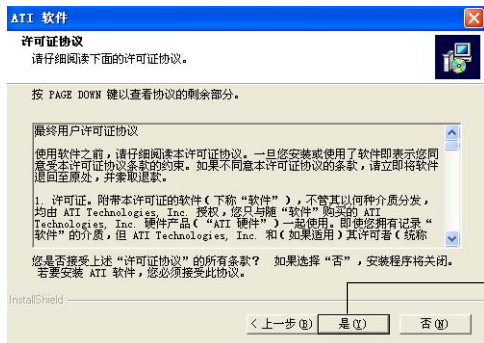 ATI 软件
许可证协议
请仔细阅读下面的许可证协议。
按 PAGE DOWN 键以查看协议的剩余部分。
最终用户许可证协议
使用软件之前，请仔细阅读本许可证协议。一旦您安装或使用了软件即表示您同
意受本许可证协议条款的约束。如果不同意本许可证协议的条款，请立即将软件
退回至原处，并索取退款。
1. 许可证。附带本许可证的软件（下称“软件”），不管其以何种介质分发，
均由 ATI Technologies, Inc. 授权，您只与随“软件”购买的 ATI
Technologies, Inc. 硬件产品（“ATI 硬件”）一起使用。即使您拥有记录“
软件”的介质，但 ATI Technologies, Inc. 和（如果适用）其许可者（统称
您是否接受上述“许可证协议”的所有条款？ 如果选择“否”，安装程序将关闭。
若要安装 ATI 软件，您必须接受此协议。
InstallShield
<上一步(B) 是(Y) 否(N)